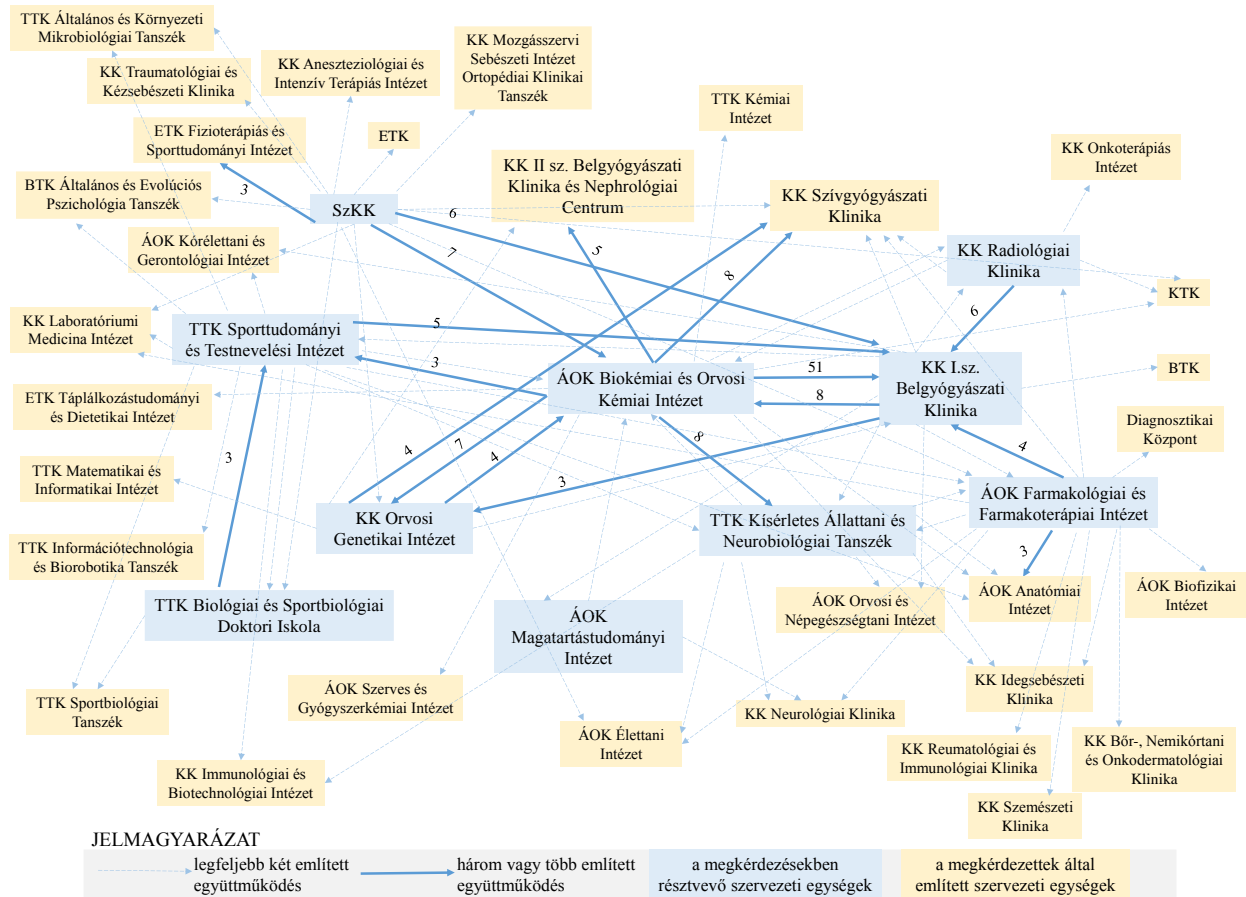 TTK Általános és Környezeti
Mikrobiológiai Tanszék
KK Traumatológiai és
Kézsebészeti Klinika
KK Aneszteziológiai és
Intenzív Terápiás Intézet
KK Mozgásszervi
Sebészeti Intézet
Ortopédiai Klinikai
Tanszék
TTK Kémiai
Intézet
ETK Fizioterápiás és
Sporttudományi Intézet
ETK
KK Onkoterápiás
Intézet
BTK Általános és Evolúciós
Pszichológia Tanszék
3
SzKK
KK II sz. Belgyógyászati
Klinika és Nephrológiai
Centrum
KK Szívgyógyászati
Klinika
6
7
5
8
ÁOK Kórélettani és
Gerontológiai Intézet
KK Radiológiai
Klinika
KTK
6
KK Laboratóriumi
Medicina Intézet
TTK Sporttudományi
és Testnevelési Intézet
5
3
ÁOK Biokémiai és Orvosi
Kémiai Intézet
51
8
KK I.sz.
Belgyógyászati
Klinika
BTK
ETK Táplálkozástudományi
és Dietetikai Intézet
Diagnosztikai
Központ
3
4
7
4
8
3
4
TTK Matematikai és
Informatikai Intézet
KK Orvosi
Genetikai Intézet
TTK Kísérletes Állattani és
Neurobiológiai Tanszék
ÁOK Farmakológiai és
Farmakoterápiai Intézet
3
TTK Információtechnológia
és Biorobotika Tanszék
TTK Biológiai és Sportbiológiai
Doktori Iskola
ÁOK
Magatartástudományi
Intézet
ÁOK Orvosi és
Népegészségtani Intézet
ÁOK Anatómiai
Intézet
ÁOK Biofizikai
Intézet
TTK Sportbiológiai
Tanszék
ÁOK Szerves és
Gyógyszerkémiai Intézet
KK Neurológiai Klinika
KK Idegsebészeti
Klinika
ÁOK Élettani
Intézet
KK Reumatológiai és
Immunológiai Klinika
KK Bőr-, Nemikórtani
és Onkodermatológiai
Klinika
KK Immunológiai és
Biotechnológiai Intézet
KK Szemészeti
Klinika
JELMAGYARÁZAT
legfeljebb két említett
együttműködés
három vagy több említett
együttműködés
a megkérdezésekben
résztvevő szervezeti egységek
a megkérdezettek által
említett szervezeti egységek